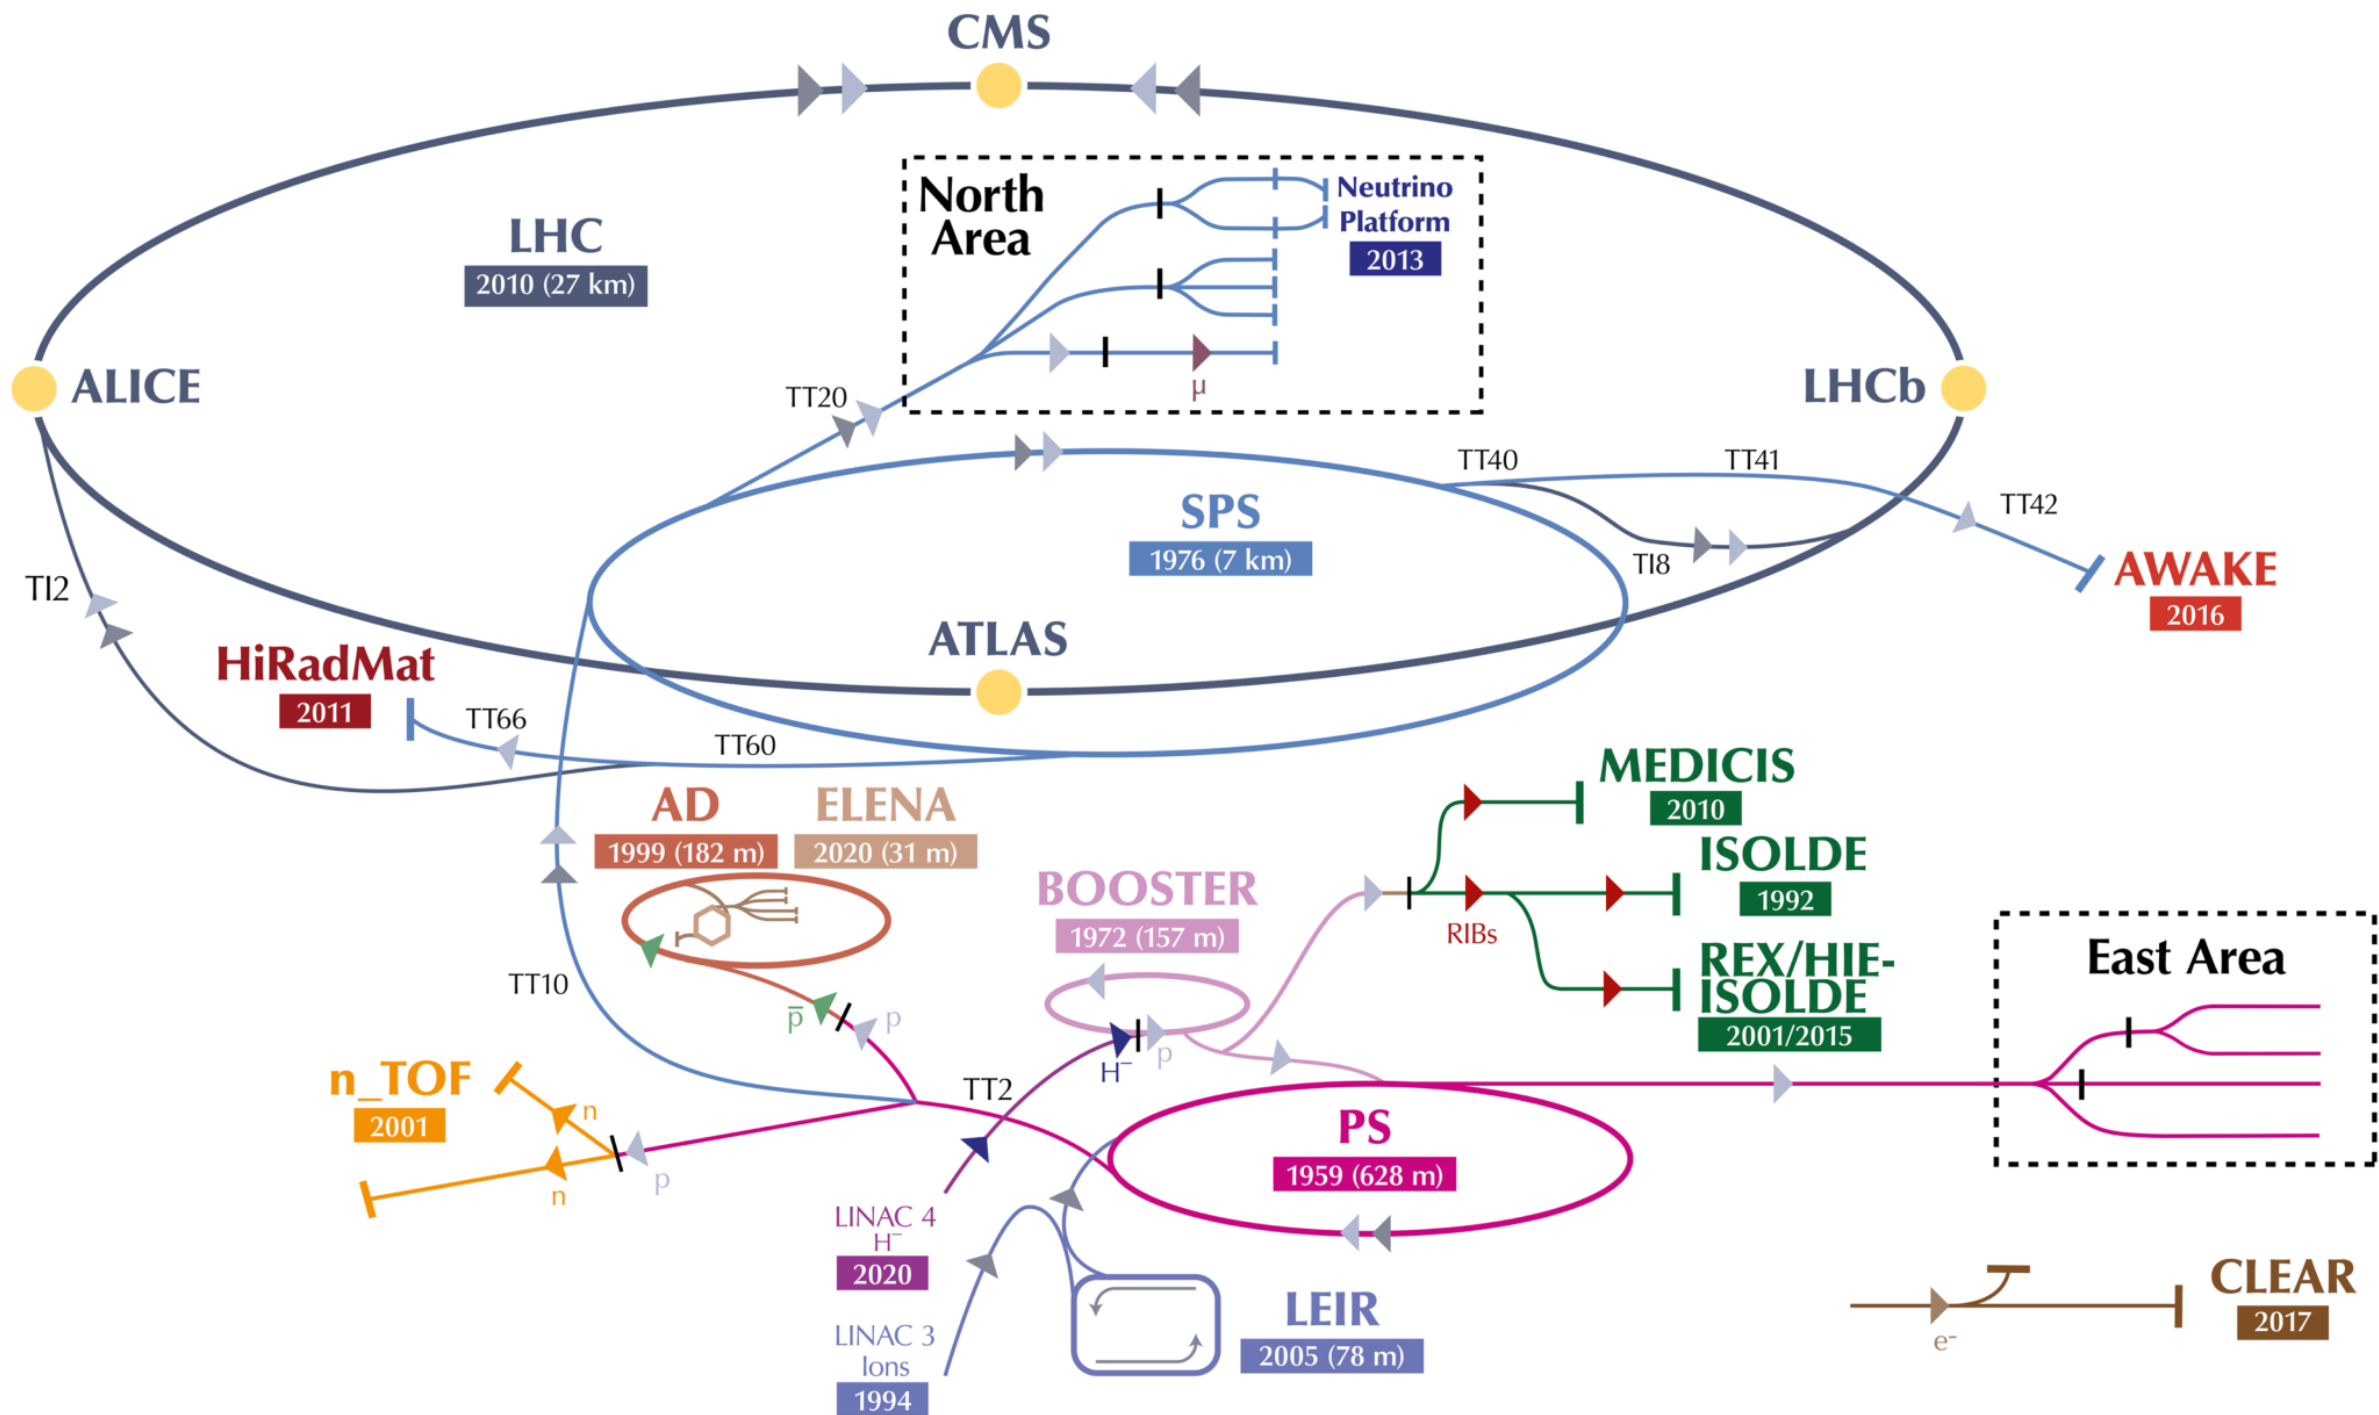 CMS
North
Area
Neutrino
Platform
2013
LHC
2010 (27 km)
μ
ALICE
LHCb
TT20
TT40
TT41
TT42
SPS
1976 (7 km)
TI8
TI2
AWAKE
2016
ATLAS
HiRadMat
2011
TT66
TT60
MEDICIS
2010
AD
1999 (182 m)
ELENA
2020 (31 m)
ISOLDE
1992
BOOSTER
1972 (157 m)
RIBs
REX/HIE-
ISOLDE
2001/2015
East Area
TT10
p̅
p
H⁻
p
n_TOF
2001
n
n
p
TT2
PS
1959 (628 m)
LINAC 4
H⁻
2020
LINAC 3
Ions
1994
LEIR
2005 (78 m)
CLEAR
2017
e⁻